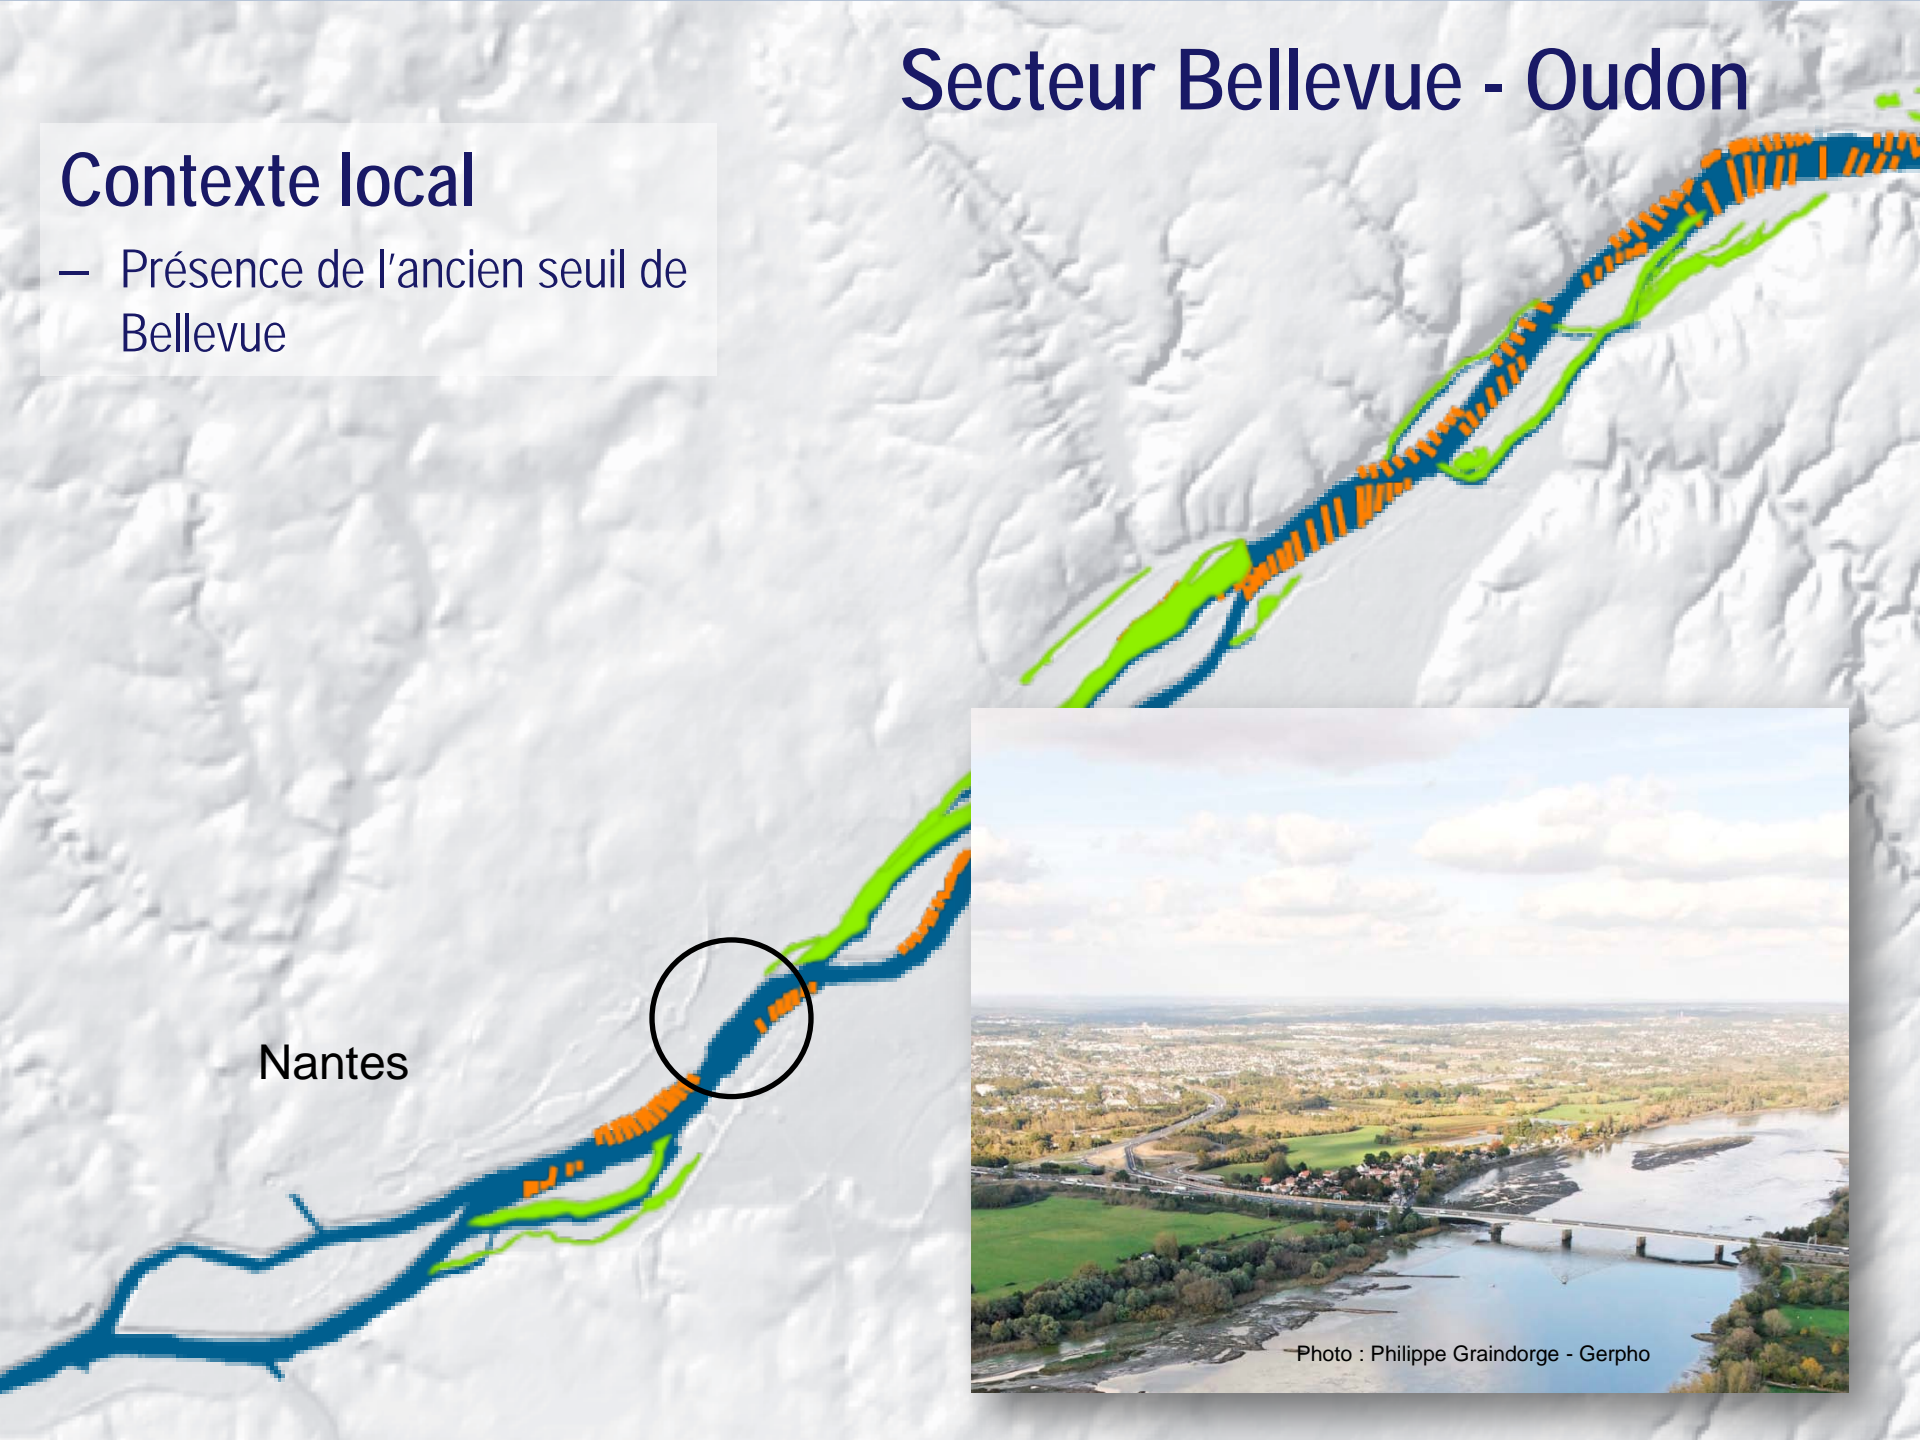 Secteur Bellevue - Oudon
Contexte local
– Présence de l'ancien seuil de
Bellevue
Nantes
Photo : Philippe Graindorge - Gerpho